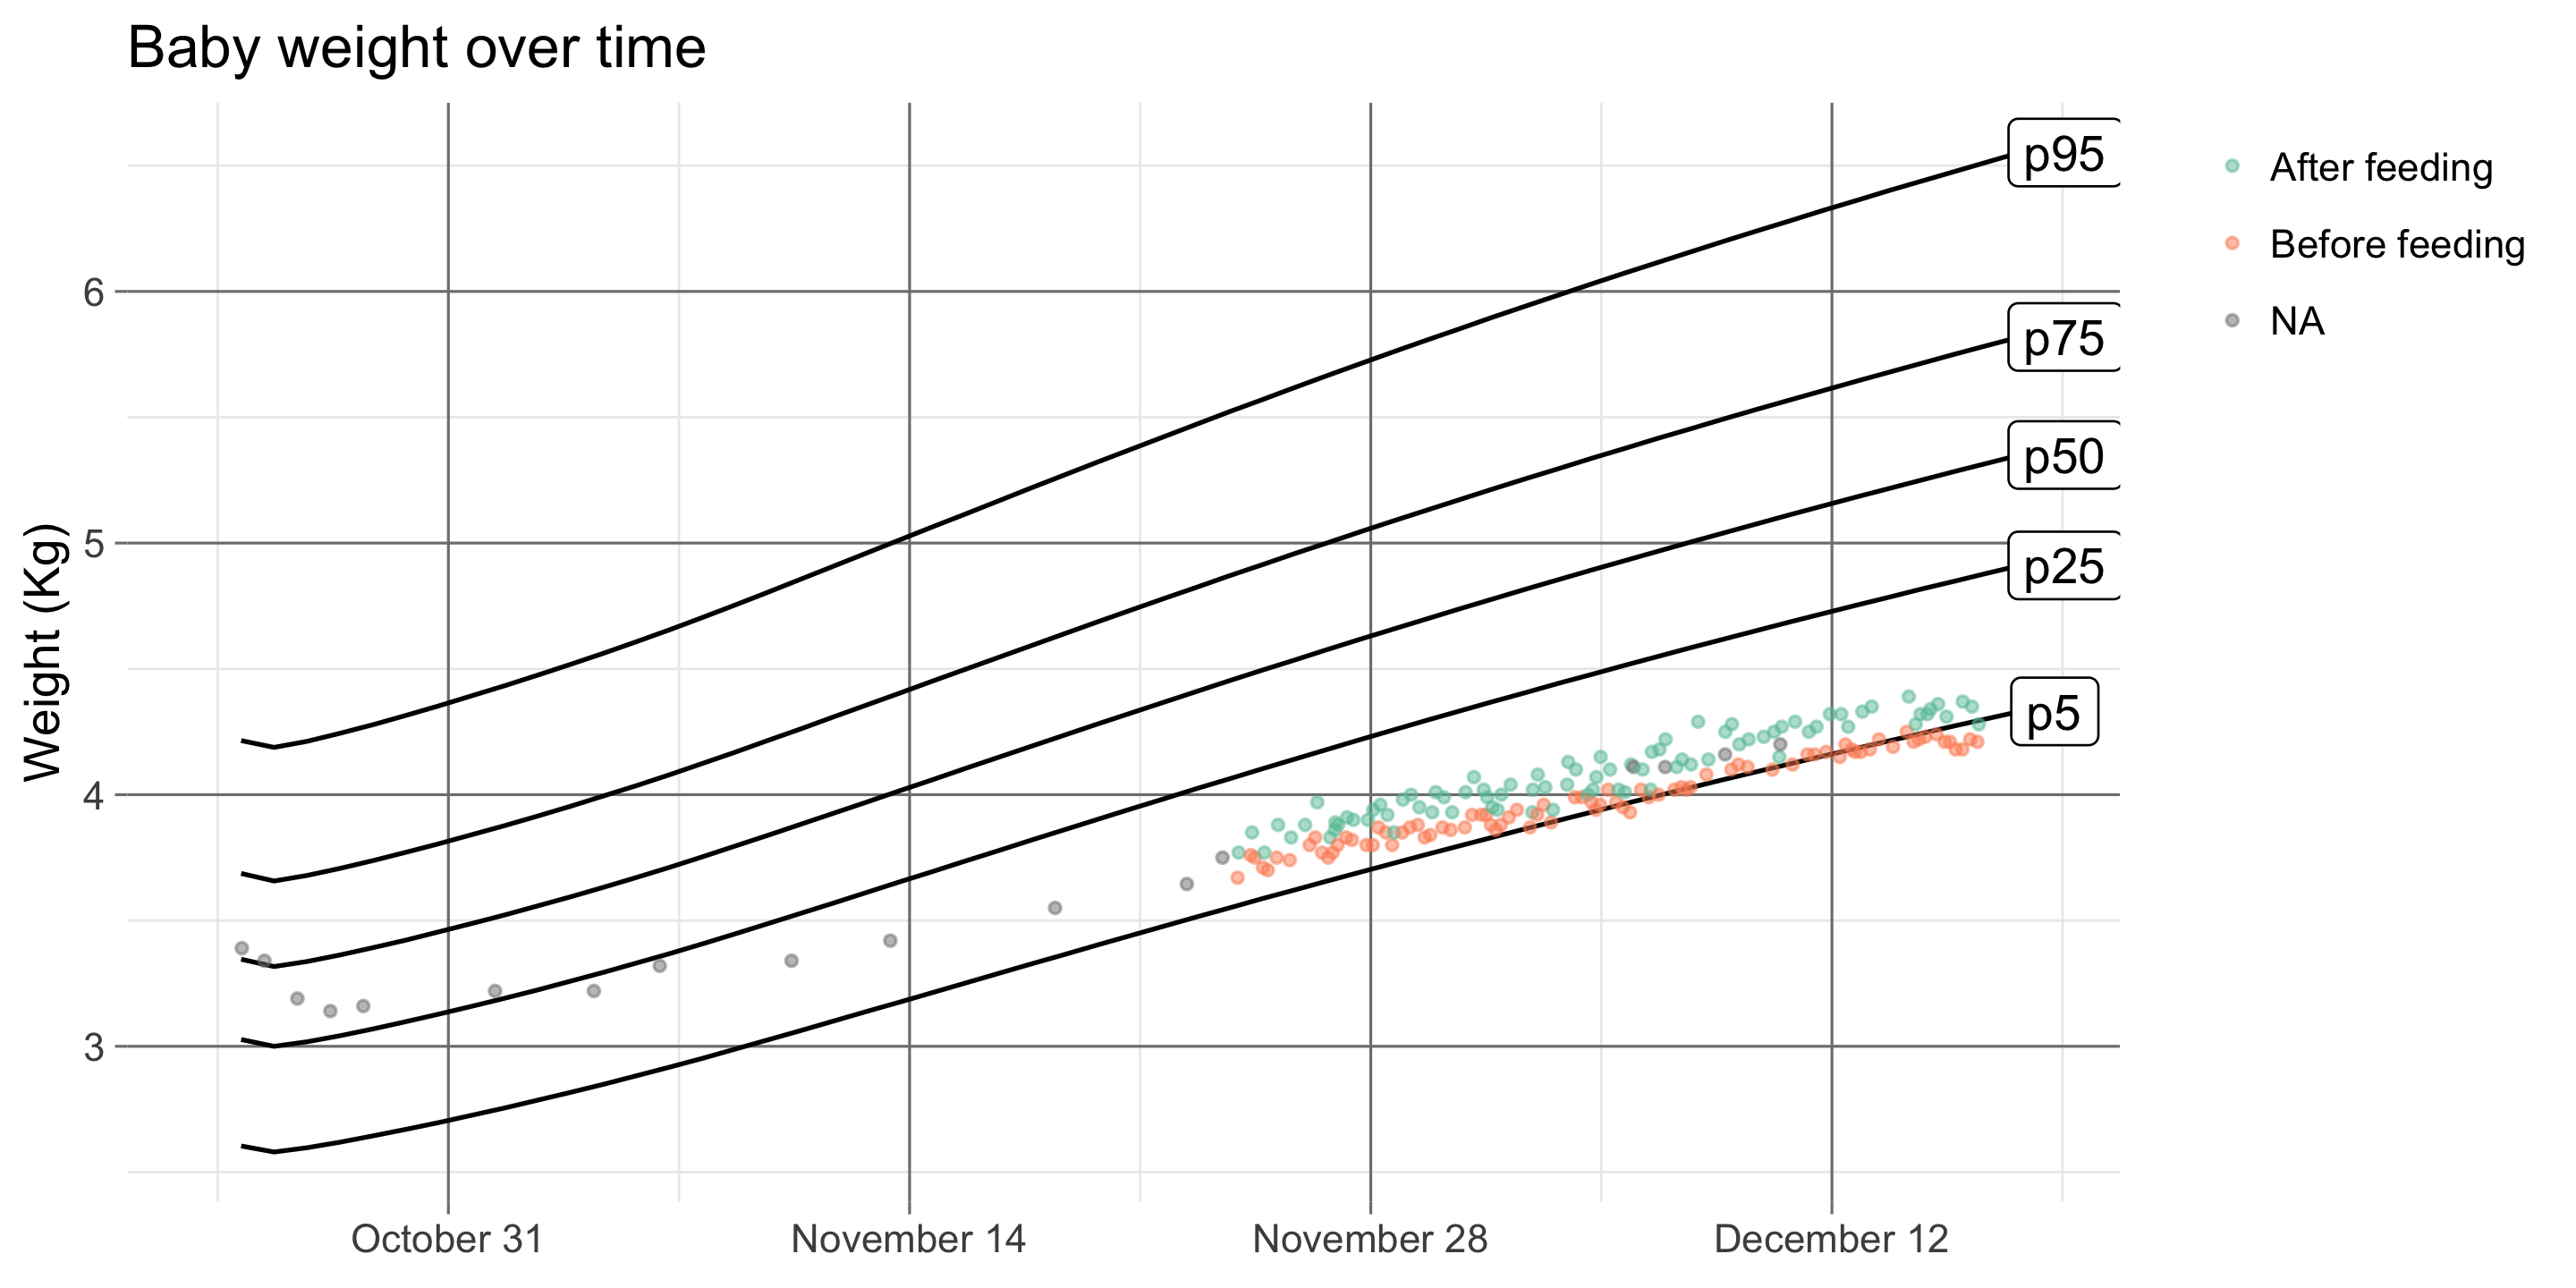 Baby weight over time
p95
After feeding
Before feeding
NA
6
p75
p50
5
p25
Weight (Kg)
p5
4
3
October 31
November 14
November 28
December 12